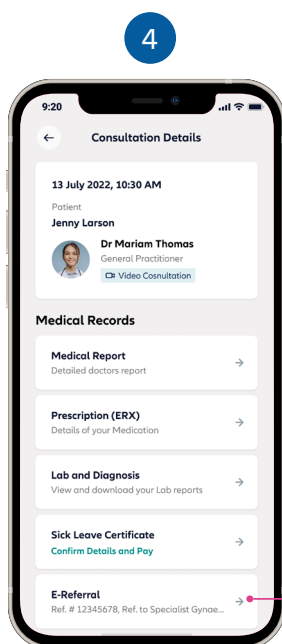 4
9:20
Consultation Details
13 July 2022, 10:30 AM
Patient
Jenny Larson
Dr Mariam Thomas
General Practitioner
Video Cosnultation
Medical Records
Medical Report
Detailed doctors report
Prescription (ERX)
Details of your Medication
Lab and Diagnosis
View and download your Lab reports
Sick Leave Certificate
Confirm Details and Pay
E-Referral
Ref. # 12345678, Ref. to Specialist Gynae...